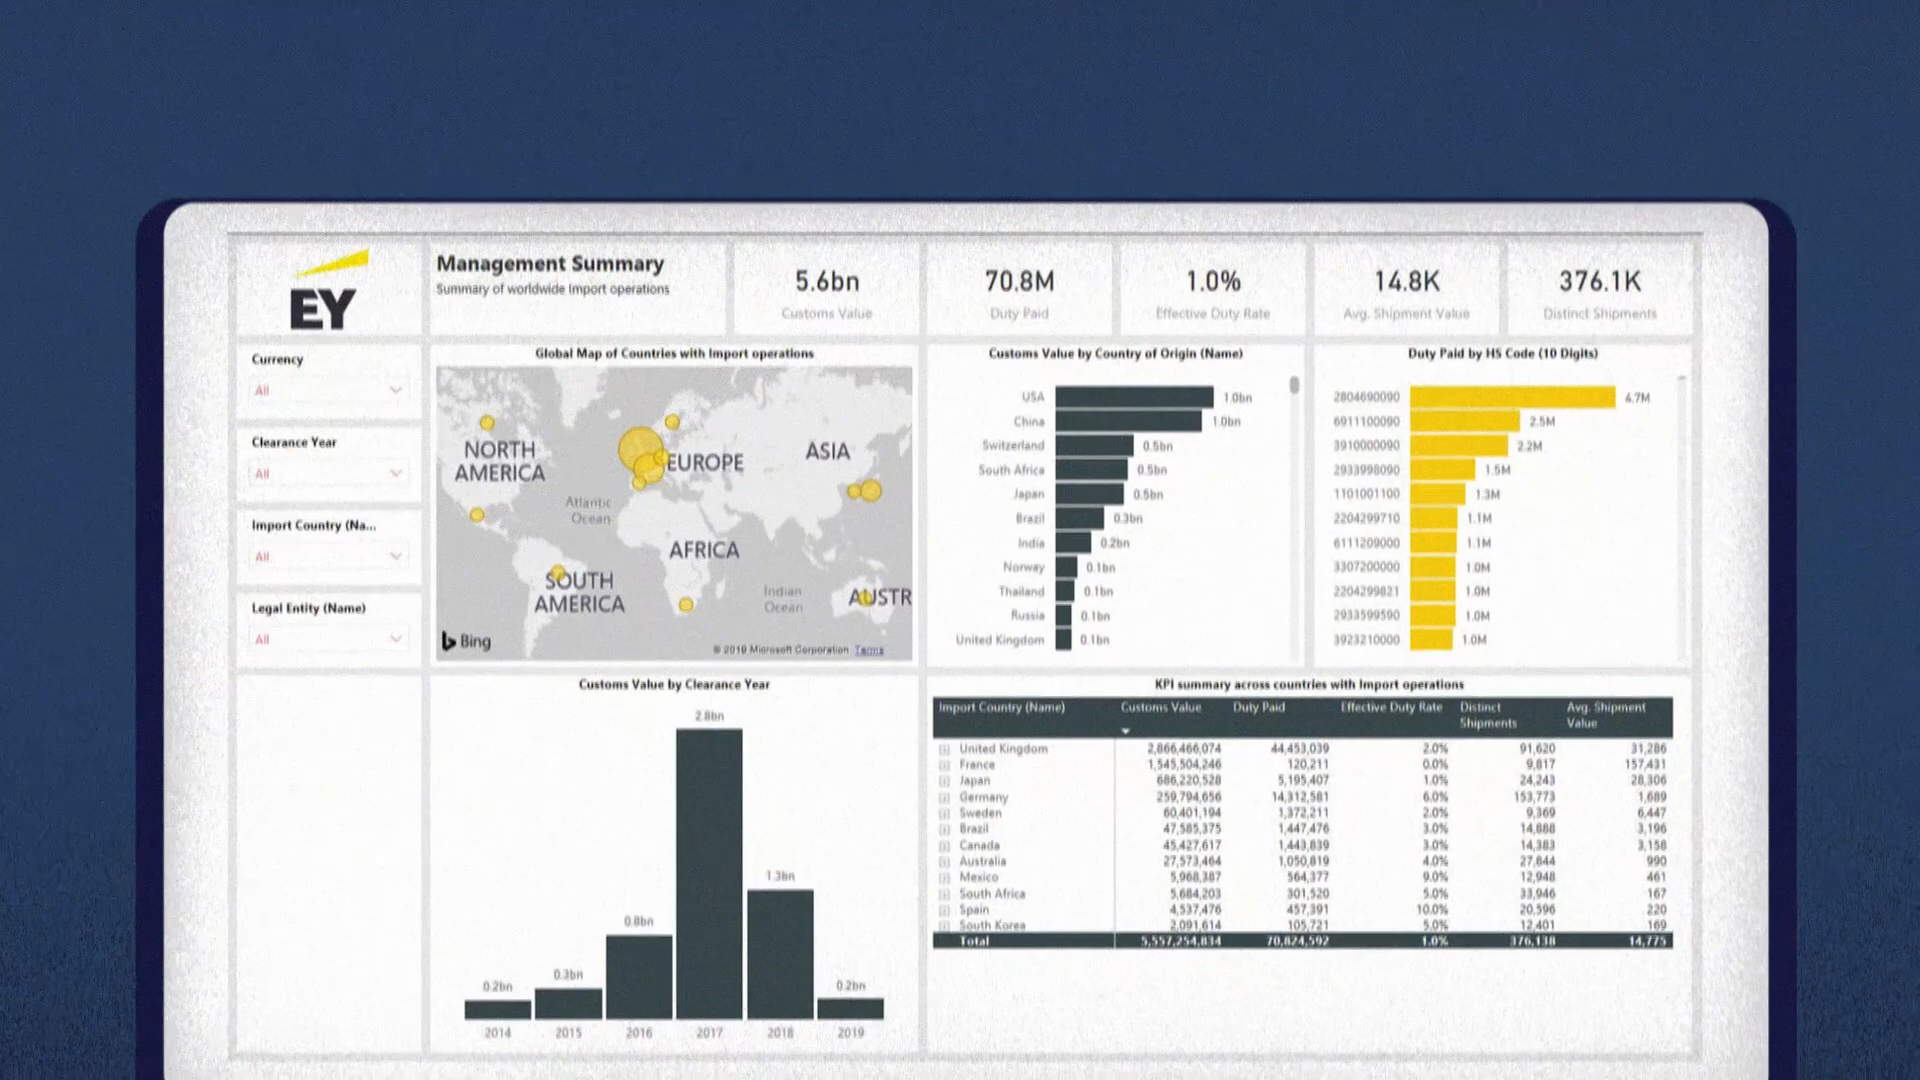 EY
Management Summary
Summary of worldwide Import operations
5.6bn
Customs Value
70.8M
Duty Paid
1.0%
Effective Duty Rate
14.8K
Avg. Shipment Value
376.1K
Distinct Shipments
Currency
All
Clearance Year
All
Import Country (Na...
All
Legal Entity (Name)
All
Global Map of Countries with Import operations
NORTH
AMERICA
EUROPE
ASIA
Atlantic
Ocean
AFRICA
SOUTH
AMERICA
Indian
Ocean
AUSTR
Bing
© 2019 Microsoft Corporation Terms
Customs Value by Country of Origin (Name)
USA 1.0bn
China 1.0bn
Switzerland 0.5bn
South Africa 0.5bn
Japan 0.5bn
Brazil 0.3bn
India 0.2bn
Norway 0.1bn
Thailand 0.1bn
Russia 0.1bn
United Kingdom 0.1bn
Duty Paid by HS Code (10 Digits)
2804690090 4.7M
6911100090 2.5M
3910000090 2.2M
2933998090 1.5M
1101001100 1.3M
2204299710 1.1M
6111209000 1.1M
3307200000 1.0M
2204299821 1.0M
2933599590 1.0M
3923210000 1.0M
Customs Value by Clearance Year
2.8bn
1.3bn
0.8bn
0.3bn
0.2bn
0.2bn
2014 2015 2016 2017 2018 2019
KPI summary across countries with Import operations
Import Country (Name) Customs Value Duty Paid Effective Duty Rate Distinct Shipments Avg. Shipment Value
United Kingdom 2,866,466,074 44,453,039 2.0% 91,620 31,286
France 1,545,504,246 120,211 0.0% 9,817 157,431
Japan 686,220,528 5,195,407 1.0% 24,243 28,306
Germany 259,794,656 14,312,581 6.0% 153,773 1,689
Sweden 60,401,194 1,372,211 2.0% 9,369 6,447
Brazil 47,585,375 1,447,476 3.0% 14,888 3,196
Canada 45,427,617 1,443,839 3.0% 14,383 3,158
Australia 27,573,464 1,050,819 4.0% 27,844 990
Mexico 5,968,387 564,377 9.0% 12,948 461
South Africa 5,684,203 301,520 5.0% 33,946 167
Spain 4,537,476 457,391 10.0% 20,596 220
South Korea 2,091,614 105,721 5.0% 12,401 169
Total 5,557,254,834 70,824,592 1.0% 376,138 14,775